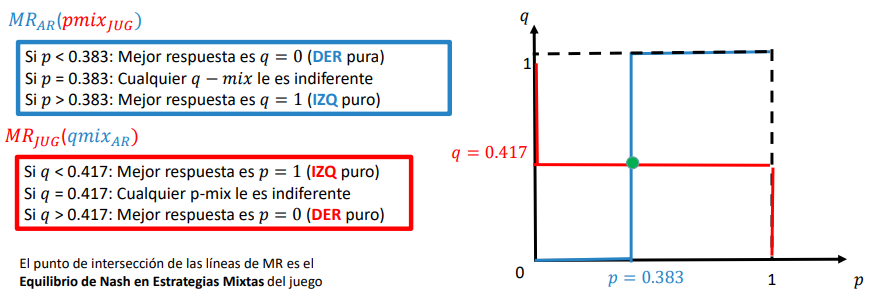 MR_AR(pmix_JUG)
Si p < 0.383: Mejor respuesta es q = 0 (DER pura)
Si p = 0.383: Cualquier q − mix le es indiferente
Si p > 0.383: Mejor respuesta es q = 1 (IZQ puro)
MR_JUG(qmix_AR)
Si q < 0.417: Mejor respuesta es p = 1 (IZQ puro)
Si q = 0.417: Cualquier p-mix le es indiferente
Si q > 0.417: Mejor respuesta es p = 0 (DER puro)
El punto de intersección de las líneas de MR es el
Equilibrio de Nash en Estrategias Mixtas del juego
q
1
q = 0.417
0
p = 0.383
1
p